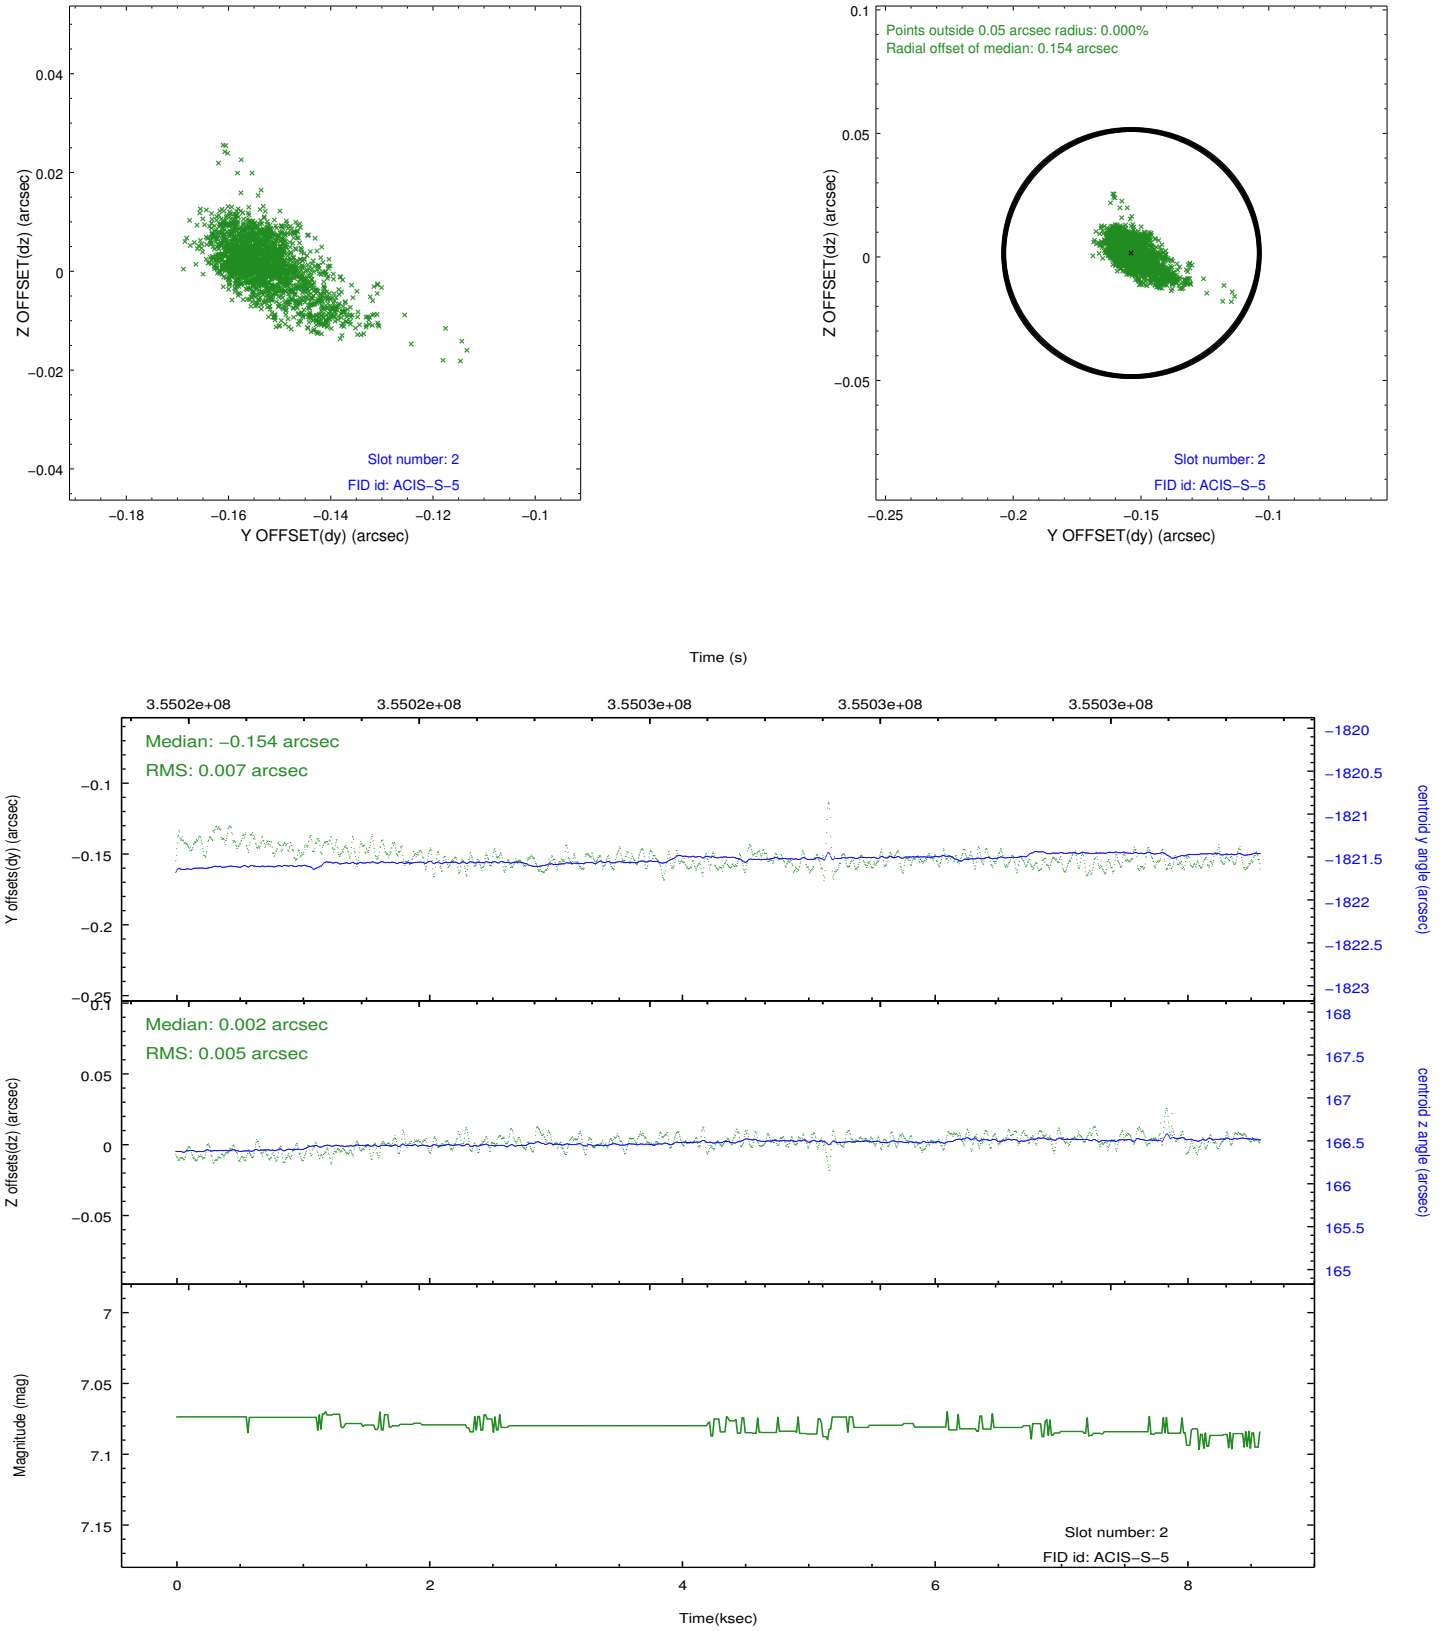 0.04
0.02
0
−0.02
−0.04
Z OFFSET(dz) (arcsec)
Slot number: 2
FID id: ACIS−S−5
−0.18
−0.16
−0.14
−0.12
−0.1
Y OFFSET(dy) (arcsec)
0.1
0.05
0
−0.05
Z OFFSET(dz) (arcsec)
Points outside 0.05 arcsec radius: 0.000%
Radial offset of median: 0.154 arcsec
Slot number: 2
FID id: ACIS−S−5
−0.25
−0.2
−0.15
−0.1
Y OFFSET(dy) (arcsec)
Time (s)
3.5502e+08
3.5502e+08
3.5503e+08
3.5503e+08
3.5503e+08
Median: −0.154 arcsec
RMS: 0.007 arcsec
−0.1
−0.15
−0.2
−0.25
Y offsets(dy) (arcsec)
−1820
−1820.5
−1821
−1821.5
−1822
−1822.5
−1823
centroid y angle (arcsec)
Median: 0.002 arcsec
RMS: 0.005 arcsec
0.1
0.05
0
−0.05
Z offsets(dz) (arcsec)
168
167.5
167
166.5
166
165.5
165
centroid z angle (arcsec)
7
7.05
7.1
7.15
Magnitude (mag)
Slot number: 2
FID id: ACIS−S−5
0
2
4
6
8
Time(ksec)